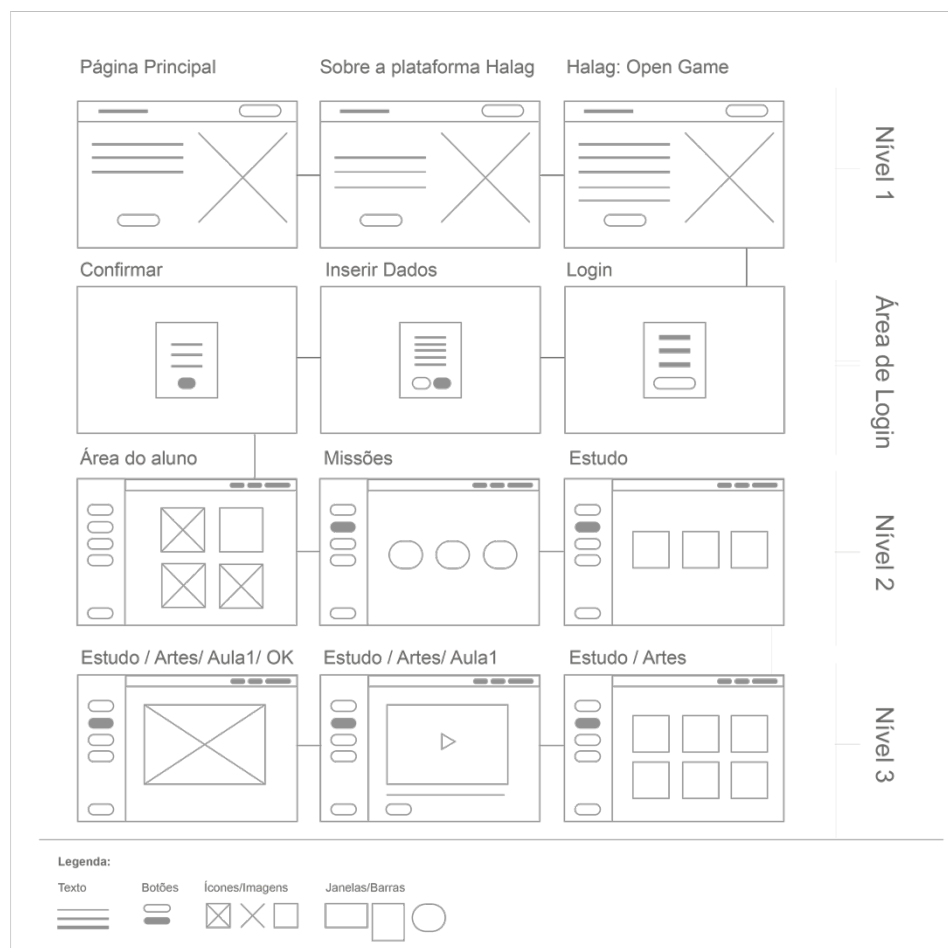 Página Principal
Sobre a plataforma Halag
Halag: Open Game
Nível 1
Confirmar
Inserir Dados
Login
Área de Login
Área do aluno
Missões
Estudo
Nível 2
Estudo / Artes/ Aula1/ OK
Estudo / Artes/ Aula1
Estudo / Artes
Nível 3
Legenda:
Texto
Botões
Ícones/Imagens
Janelas/Barras